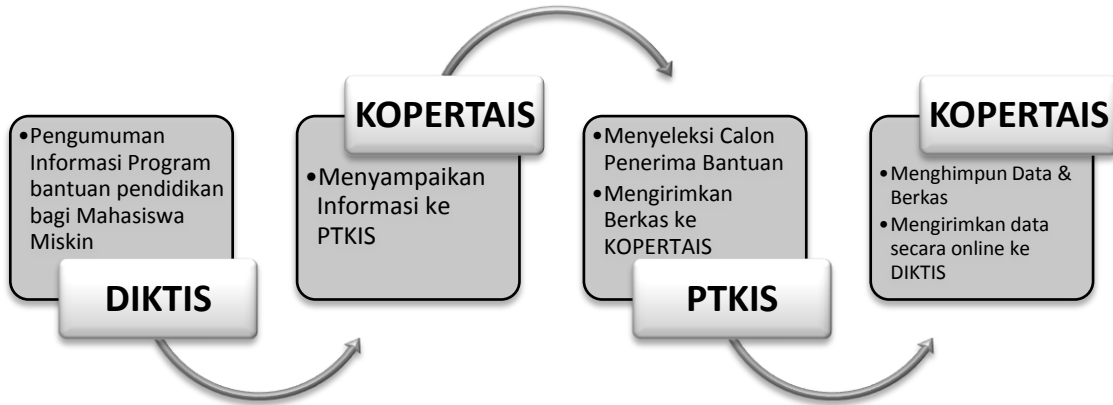 •Pengumuman
Informasi Program
bantuan pendidikan
bagi Mahasiswa
Miskin
DIKTIS
KOPERTAIS
•Menyampaikan
Informasi ke
PTKIS
•Menyeleksi Calon
Penerima Bantuan
•Mengirimkan
Berkas ke
KOPERTAIS
PTKIS
KOPERTAIS
•Menghimpun Data &
Berkas
•Mengirimkan data
secara online ke
DIKTIS